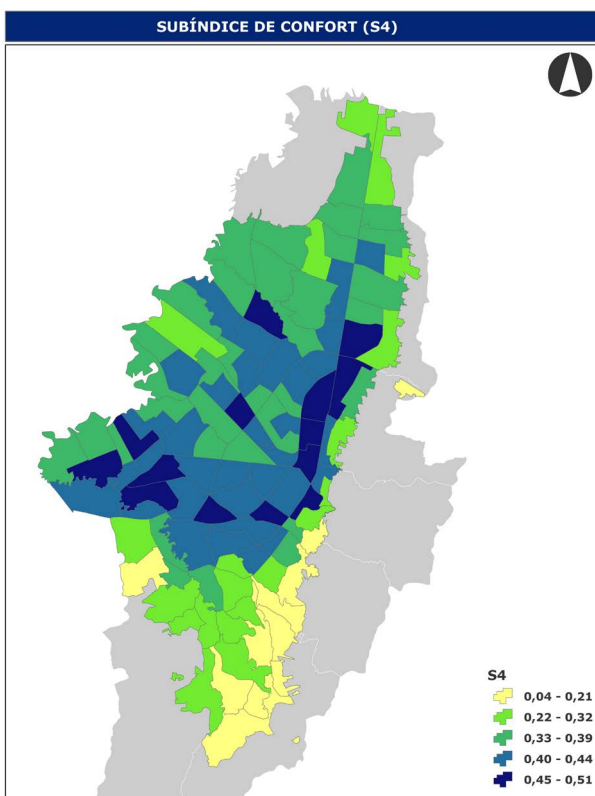 SUBÍNDICE DE CONFORT (S4)
S4
0,04 - 0,21
0,22 - 0,32
0,33 - 0,39
0,40 - 0,44
0,45 - 0,51